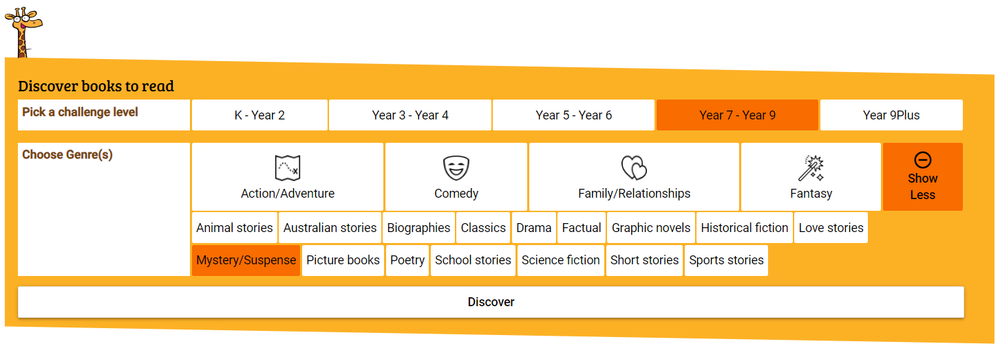 Discover books to read
Pick a challenge level
K - Year 2
Year 3 - Year 4
Year 5 - Year 6
Year 7 - Year 9
Year 9Plus
Choose Genre(s)
Action/Adventure
Comedy
Family/Relationships
Fantasy
Show
Less
Animal stories
Australian stories
Biographies
Classics
Drama
Factual
Graphic novels
Historical fiction
Love stories
Mystery/Suspense
Picture books
Poetry
School stories
Science fiction
Short stories
Sports stories
Discover